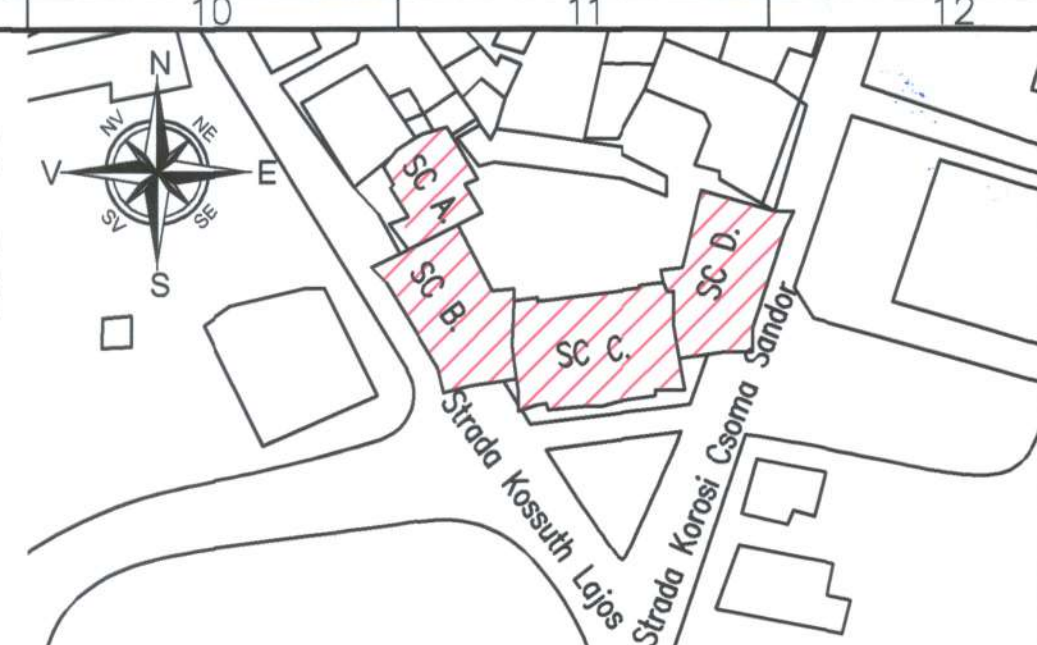 10
11
12
N
NV
NE
V
E
SV
SE
S
SC A.
SC B.
SC C.
SC D.
Strada Kossuth Lajos
Strada Korosi Csoma Sandor